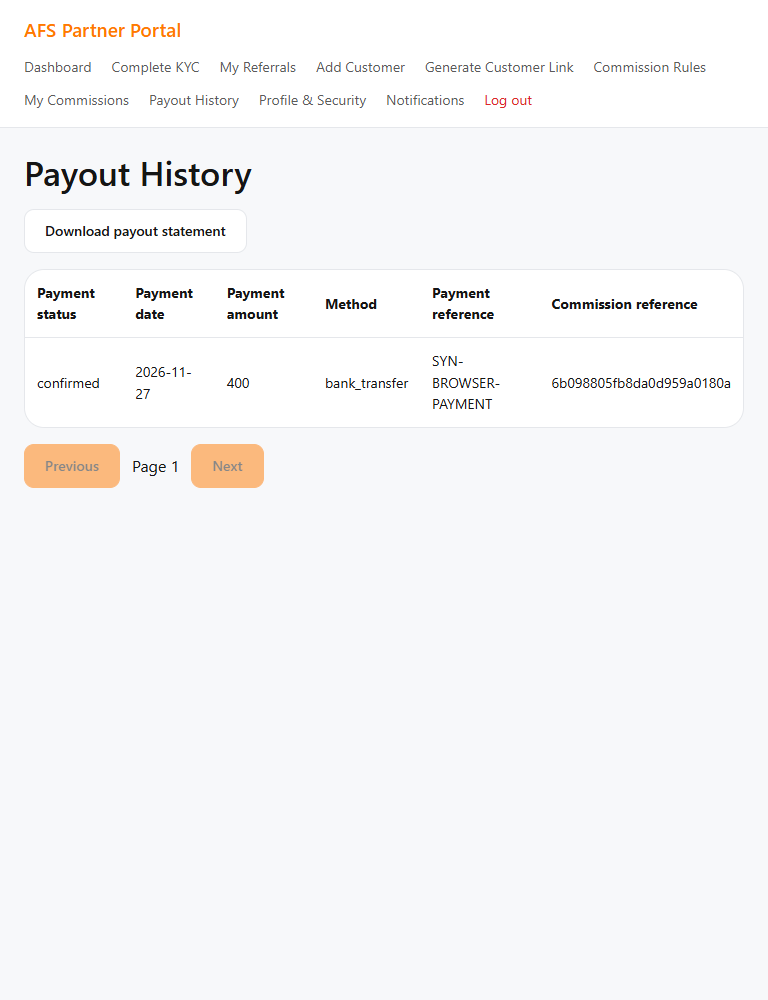 AFS Partner Portal
Dashboard Complete KYC My Referrals Add Customer Generate Customer Link Commission Rules
My Commissions Payout History Profile & Security Notifications Log out
Payout History
Download payout statement
Payment status Payment date Payment amount Method Payment reference Commission reference
confirmed 2026-11-27 400 bank_transfer SYN-BROWSER-PAYMENT 6b098805fb8da0d959a0180a
Previous Page 1 Next